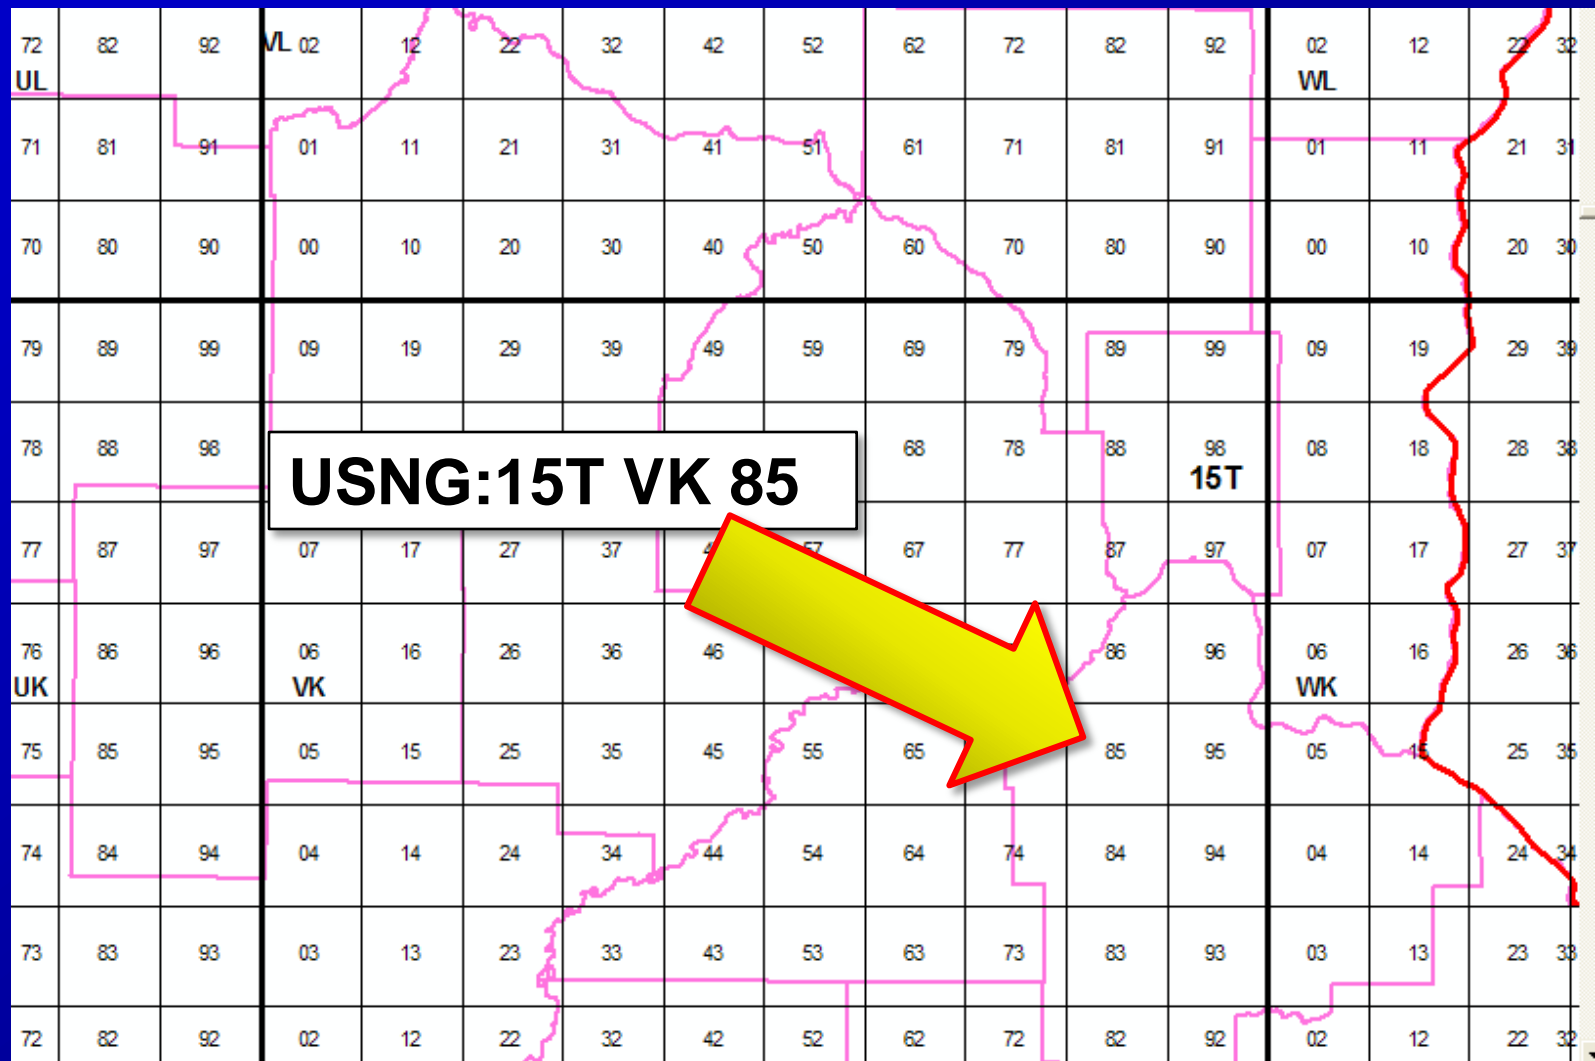 72 82 92 VL 02 12 22 32 42 52 62 72 82 92 02 12 22 32
UL WL
71 81 91 01 11 21 31 41 51 61 71 81 91 01 11 21 31
70 80 90 00 10 20 30 40 50 60 70 80 90 00 10 20 30
79 89 99 09 19 29 39 49 59 69 79 89 99 09 19 29 39
78 88 98 68 78 88 98 08 18 28 38
15T
USNG:15T VK 85
77 87 97 07 17 27 37 57 67 77 87 97 07 17 27 37
76 86 96 06 16 26 36 46 86 96 06 16 26 36
UK VK WK
75 85 95 05 15 25 35 45 55 65 85 95 05 15 25 35
74 84 94 04 14 24 34 44 54 64 74 84 94 04 14 24 34
73 83 93 03 13 23 33 43 53 63 73 83 93 03 13 23 33
72 82 92 02 12 22 32 42 52 62 72 82 92 02 12 22 32